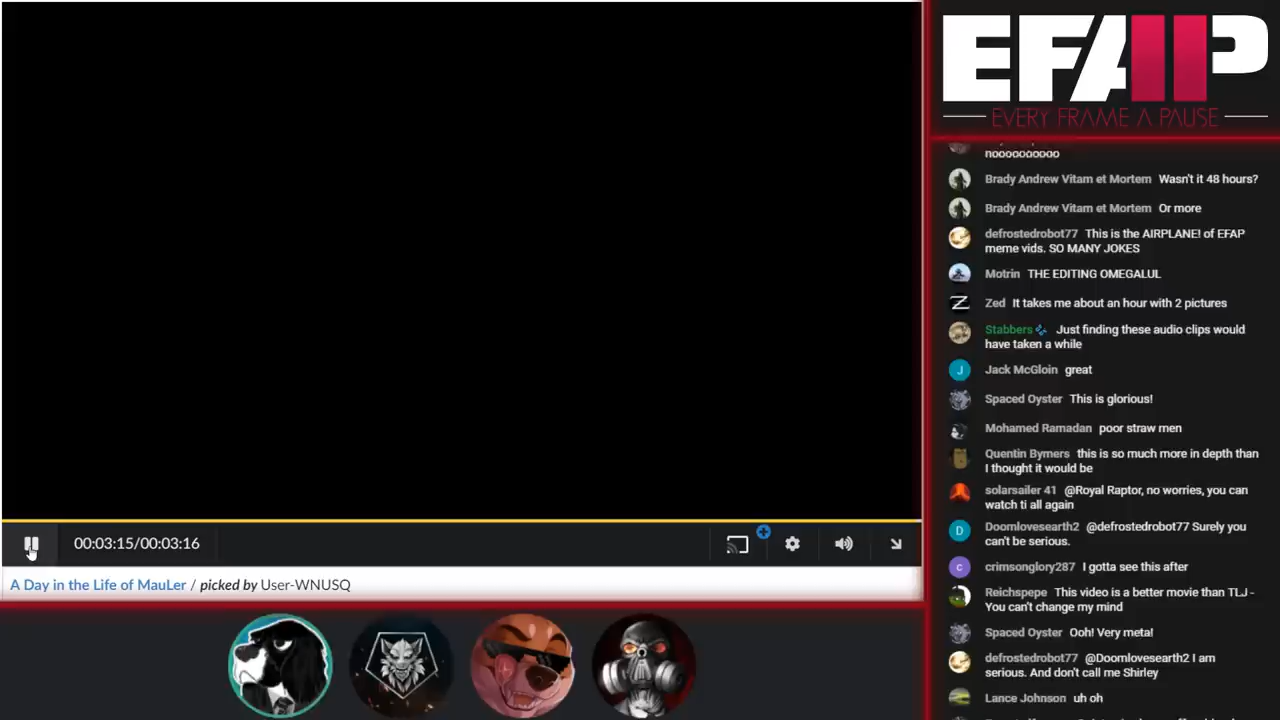 EFAP
EVERY FRAME A PAUSE
nooooooooooo
Brady Andrew Vitam et Mortem Wasn't it 48 hours?
Brady Andrew Vitam et Mortem Or more
defrostedrobot77 This is the AIRPLANE! of EFAP
meme vids. SO MANY JOKES
Motrin THE EDITING OMEGALUL
Zed It takes me about an hour with 2 pictures
Stabbers Just finding these audio clips would
have taken a while
J Jack McGloin great
Spaced Oyster This is glorious!
Mohamed Ramadan poor straw men
Quentin Bymers this is so much more in depth than
I thought it would be
solarsailer 41 @Royal Raptor, no worries, you can
watch ti all again
D Doomlovesearth2 @defrostedrobot77 Surely you
can't be serious.
c crimsonglory287 I gotta see this after
Reichspepe This video is a better movie than TLJ -
You can't change my mind
Spaced Oyster Ooh! Very meta!
defrostedrobot77 @Doomlovesearth2 I am
serious. And don't call me Shirley
Lance Johnson uh oh
00:03:15/00:03:16
A Day in the Life of MauLer / picked by User-WNUSQ